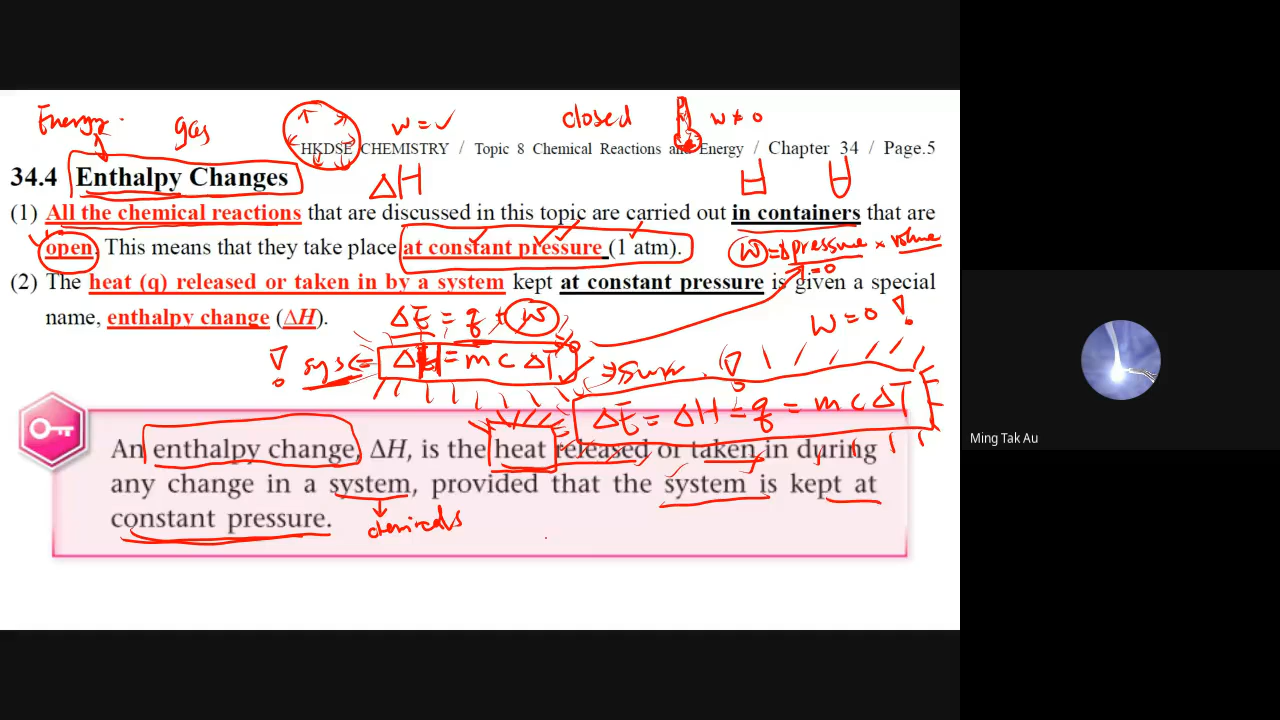 Energy gas w = ✓ closed w ≠ 0
HKDSE CHEMISTRY / Topic 8 Chemical Reactions and Energy / Chapter 34 / Page.5
34.4 Enthalpy Changes ΔH
(1) All the chemical reactions that are discussed in this topic are carried out in containers that are
open. This means that they take place at constant pressure (1 atm).
W = Δpressure × volume
= 0
(2) The heat (q) released or taken in by a system kept at constant pressure is given a special
name, enthalpy change (ΔH).
ΔE = q + W
W = 0
sys ΔH = m c ΔT surr
ΔE = ΔH = q = m c ΔT
An enthalpy change, ΔH, is the heat released or taken in during
any change in a system, provided that the system is kept at
constant pressure.
chemicals
Ming Tak Au